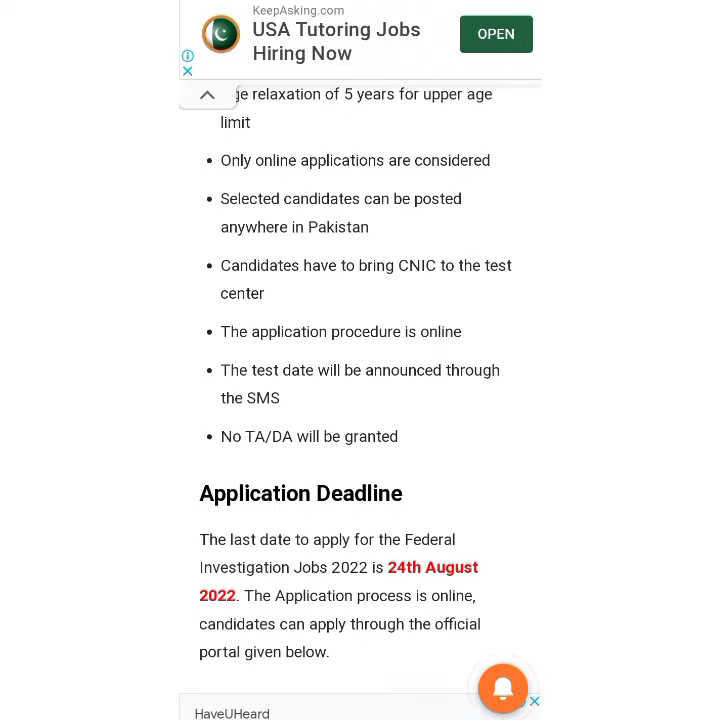 KeepAsking.com
USA Tutoring Jobs
Hiring Now
OPEN
relaxation of 5 years for upper age
limit
• Only online applications are considered
• Selected candidates can be posted
anywhere in Pakistan
• Candidates have to bring CNIC to the test
center
• The application procedure is online
• The test date will be announced through
the SMS
• No TA/DA will be granted
Application Deadline
The last date to apply for the Federal
Investigation Jobs 2022 is 24th August
2022. The Application process is online,
candidates can apply through the official
portal given below.
HaveUHeard